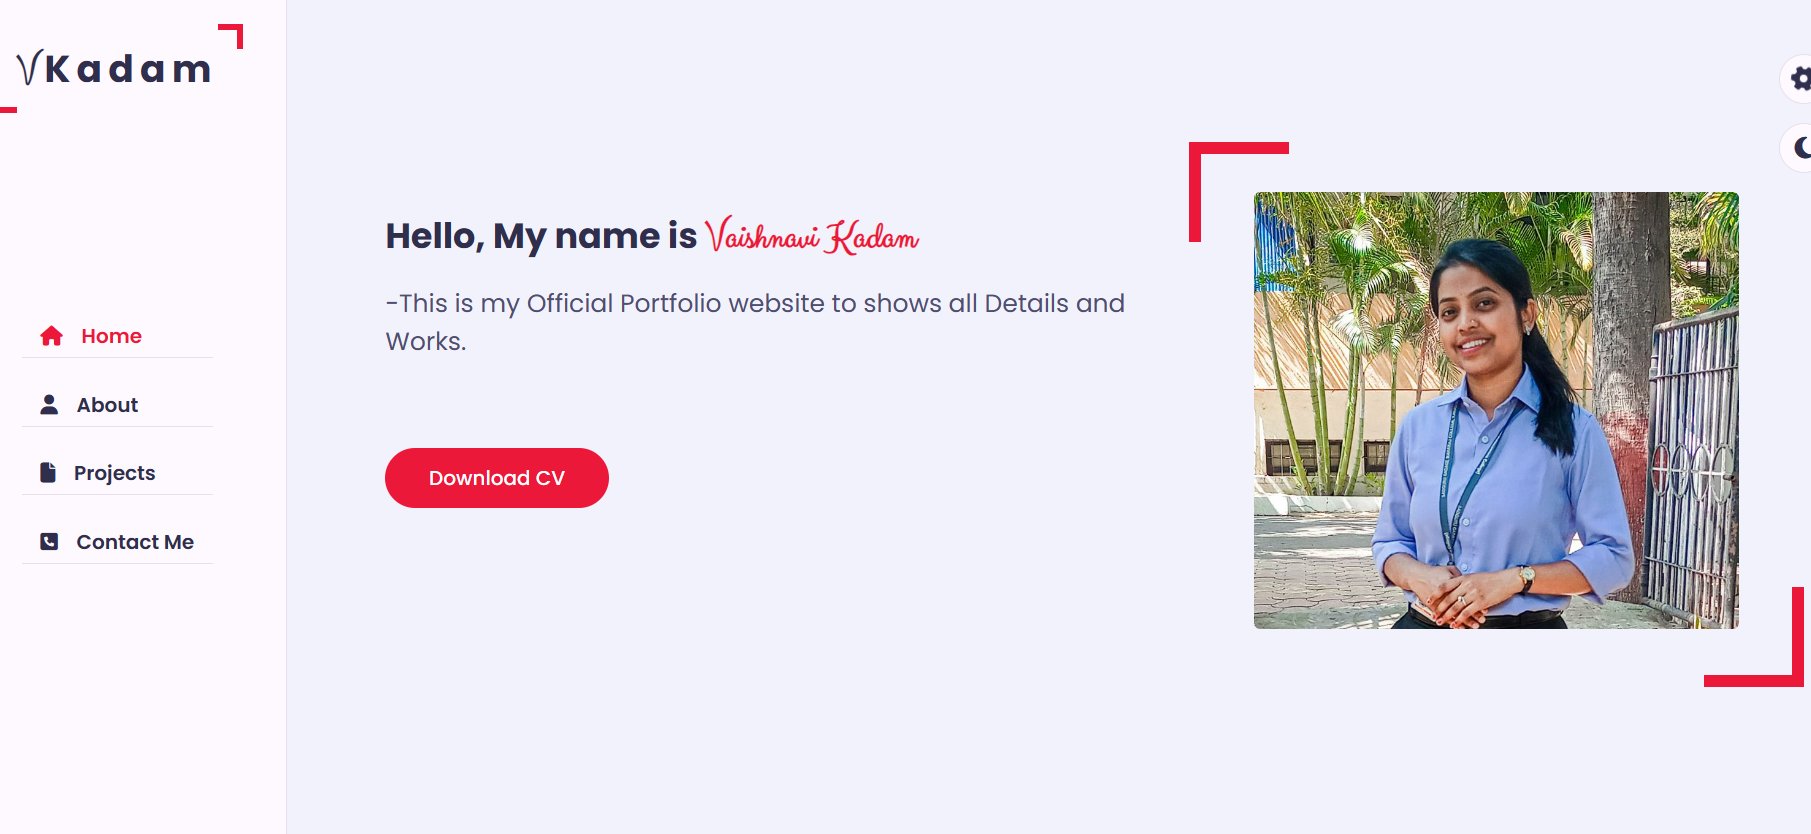 VKadam
Home
About
Projects
Contact Me
Hello, My name is Vaishnavi Kadam
-This is my Official Portfolio website to shows all Details and
Works.
Download CV